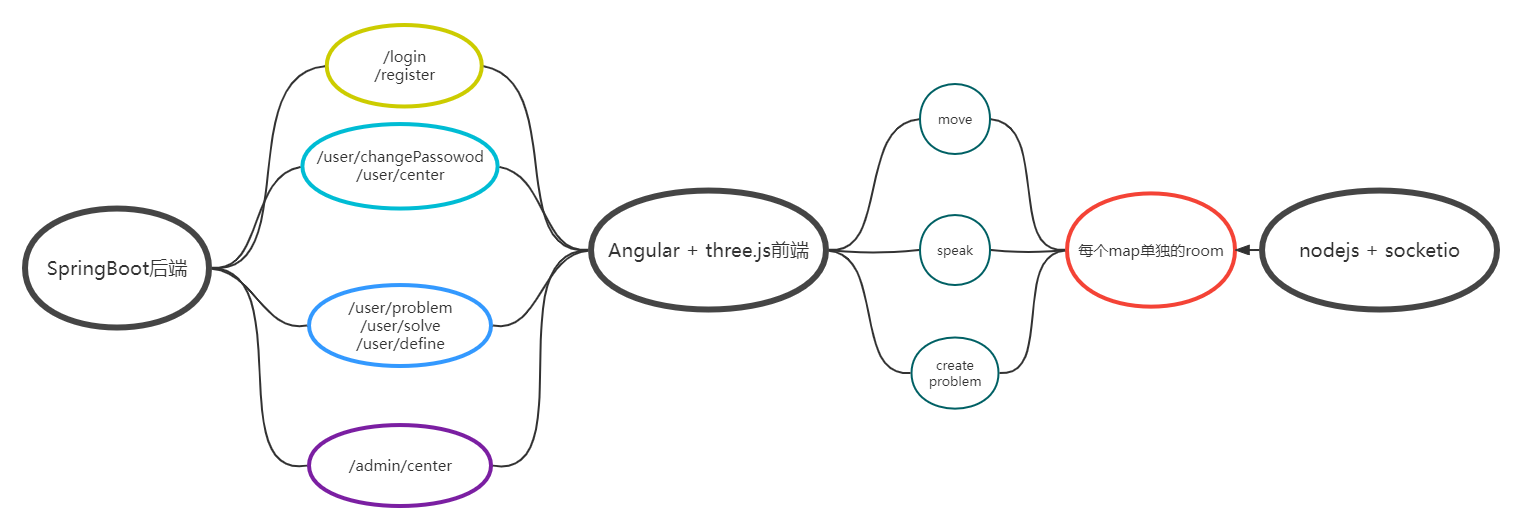 SpringBoot后端
/login
/register
/user/changePassowod
/user/center
/user/problem
/user/solve
/user/define
/admin/center
Angular + three.js前端
move
speak
create
problem
每个map单独的room
nodejs + socketio